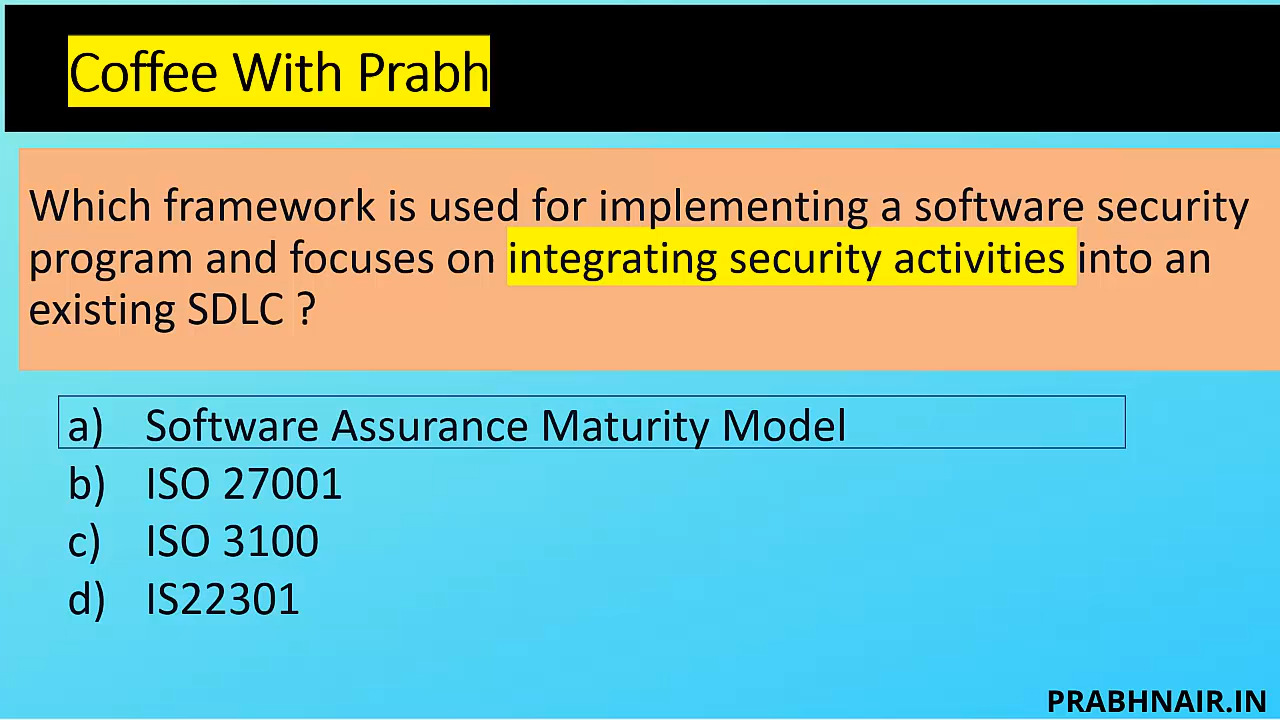 Coffee With Prabh
Which framework is used for implementing a software security
program and focuses on integrating security activities into an
existing SDLC ?
a) Software Assurance Maturity Model
b) ISO 27001
c) ISO 3100
d) IS22301
PRABHNAIR.IN